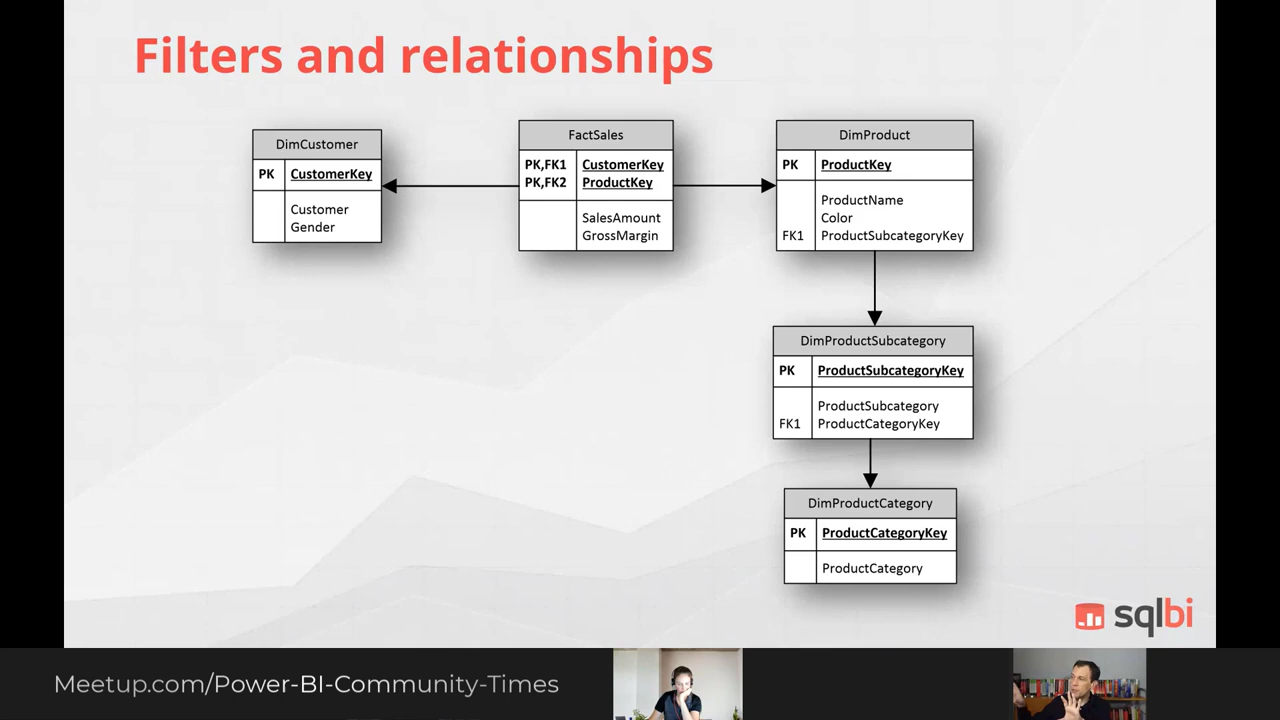 Filters and relationships
DimCustomer
PK CustomerKey
Customer
Gender
FactSales
PK,FK1 CustomerKey
PK,FK2 ProductKey
SalesAmount
GrossMargin
DimProduct
PK ProductKey
ProductName
Color
FK1 ProductSubcategoryKey
DimProductSubcategory
PK ProductSubcategoryKey
ProductSubcategory
FK1 ProductCategoryKey
DimProductCategory
PK ProductCategoryKey
ProductCategory
sqlbi
Meetup.com/Power-BI-Community-Times